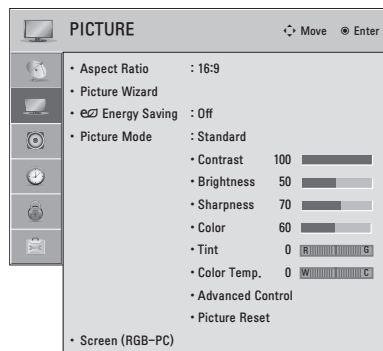 PICTURE Move Enter
• Aspect Ratio : 16:9
• Picture Wizard
• Energy Saving : Off
• Picture Mode : Standard
• Contrast 100
• Brightness 50
• Sharpness 70
• Color 60
• Tint 0 R G
• Color Temp. 0 W C
• Advanced Control
• Picture Reset
• Screen (RGB-PC)